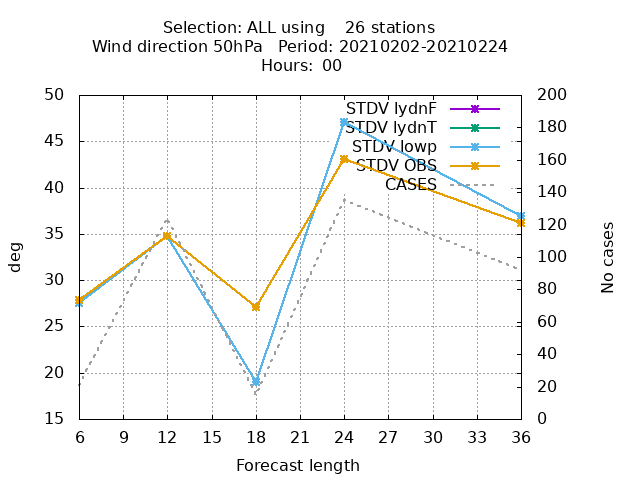 Selection: ALL using 26 stations
Wind direction 50hPa Period: 20210202-20210224
Hours: 00
STDV lydnF
STDV lydnT
STDV lowp
STDV OBS
CASES
50
45
40
35
30
25
20
15
200
180
160
140
120
100
80
60
40
20
0
deg
No cases
6 9 12 15 18 21 24 27 30 33 36
Forecast length